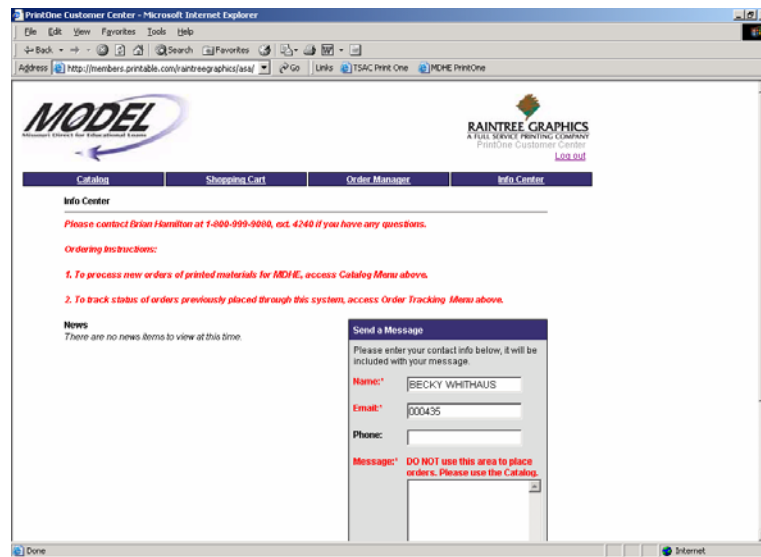 PrintOne Customer Center - Microsoft Internet Explorer
File Edit View Favorites Tools Help
Back Search Favorites
Address http://members.printable.com/raintreegraphics/asa/ Go Links TSAC Print One MDHE PrintOne
MODEL
Missouri Direct for Educational Loans
RAINTREE GRAPHICS
A FULL SERVICE PRINTING COMPANY
PrintOne Customer Center
Log out
Catalog Shopping Cart Order Manager Info Center
Info Center
Please contact Brian Hamilton at 1-800-999-9080, ext. 4240 if you have any questions.
Ordering Instructions:
1. To process new orders of printed materials for MDHE, access Catalog Menu above.
2. To track status of orders previously placed through this system, access Order Tracking Menu above.
News
There are no news items to view at this time.
Send a Message
Please enter your contact info below, it will be
included with your message.
Name:* BECKY WHITHAUS
Email:* 000435
Phone:
Message:* DO NOT use this area to place
orders. Please use the Catalog.
Done Internet